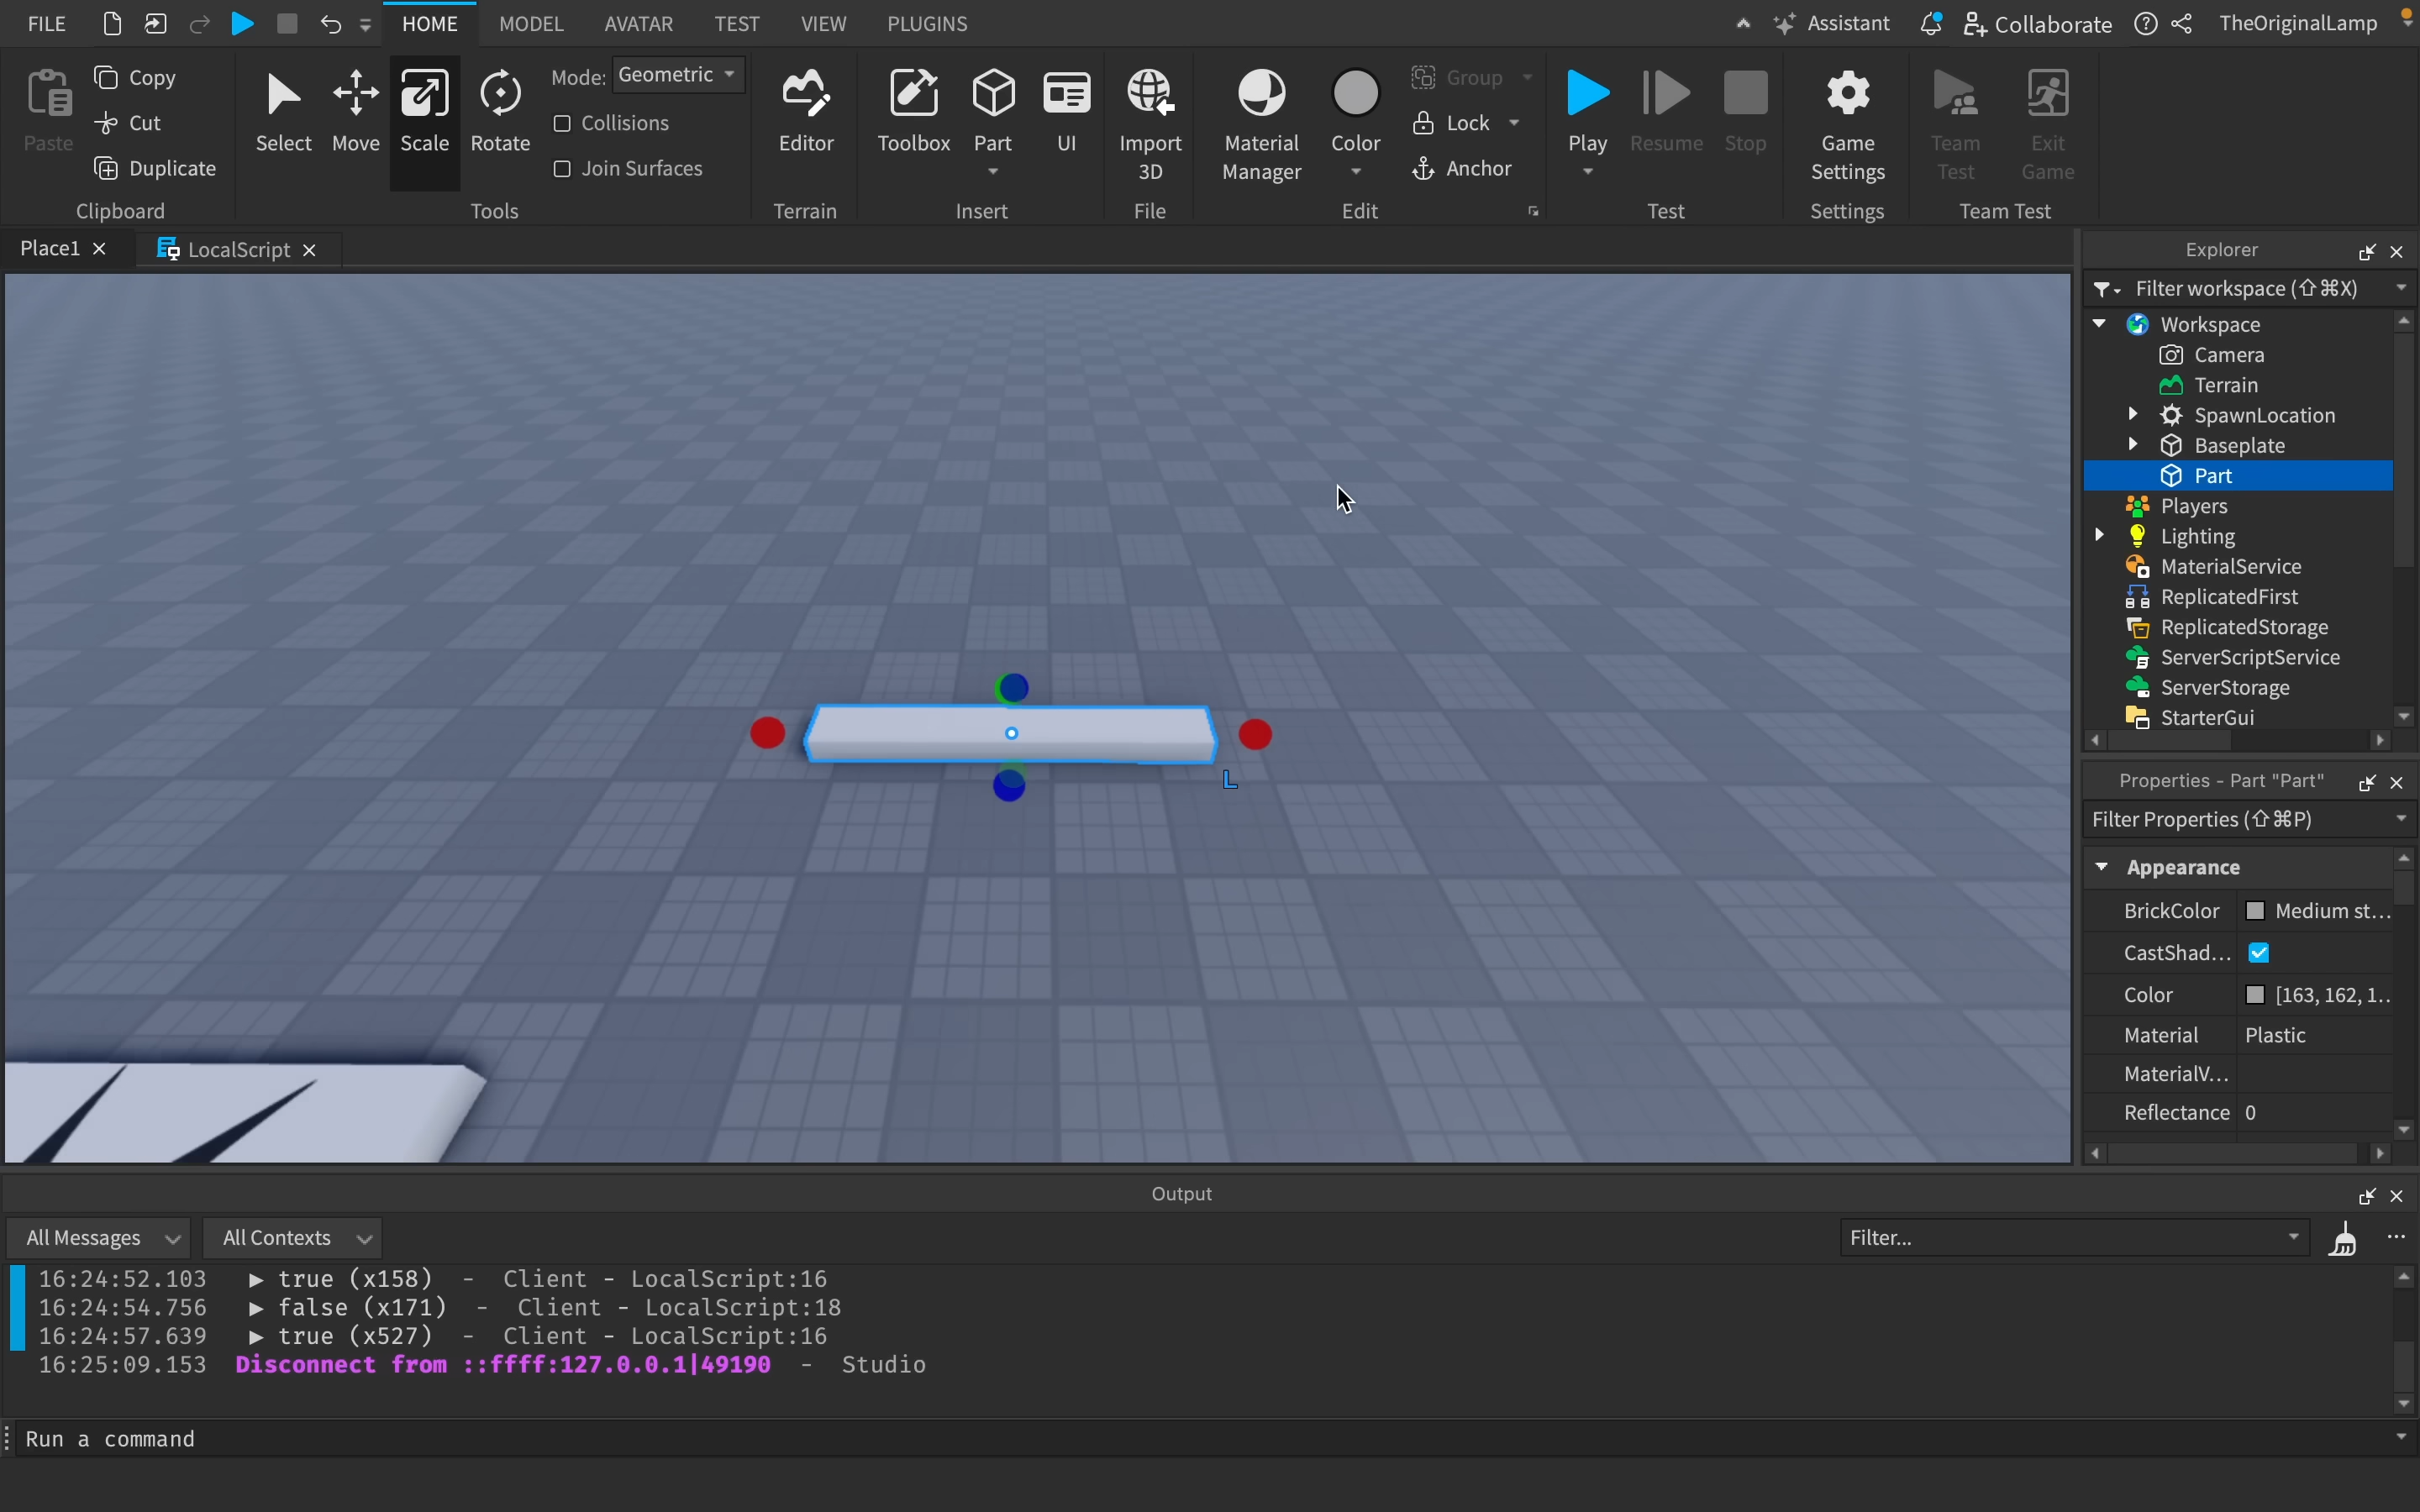 FILE HOME MODEL AVATAR TEST VIEW PLUGINS Assistant Collaborate TheOriginalLamp
Paste Copy Cut Duplicate
Clipboard
Select Move Scale Rotate
Mode: Geometric
Collisions
Join Surfaces
Tools
Editor
Terrain
Toolbox Part UI
Insert
Import 3D
File
Material Manager Color
Group
Lock
Anchor
Edit
Play Resume Stop
Test
Game Settings
Settings
Team Test Exit Game
Team Test
Place1 LocalScript
Explorer
Filter workspace (⇧⌘X)
Workspace
Camera
Terrain
SpawnLocation
Baseplate
Part
Players
Lighting
MaterialService
ReplicatedFirst
ReplicatedStorage
ServerScriptService
ServerStorage
StarterGui
L
Properties - Part "Part"
Filter Properties (⇧⌘P)
Appearance
BrickColor Medium st...
CastShad...
Color [163, 162, 1...
Material Plastic
MaterialV...
Reflectance 0
Output
All Messages All Contexts Filter...
16:24:52.103 ▶ true (x158) - Client - LocalScript:16
16:24:54.756 ▶ false (x171) - Client - LocalScript:18
16:24:57.639 ▶ true (x527) - Client - LocalScript:16
16:25:09.153 Disconnect from ::ffff:127.0.0.1|49190 - Studio
Run a command